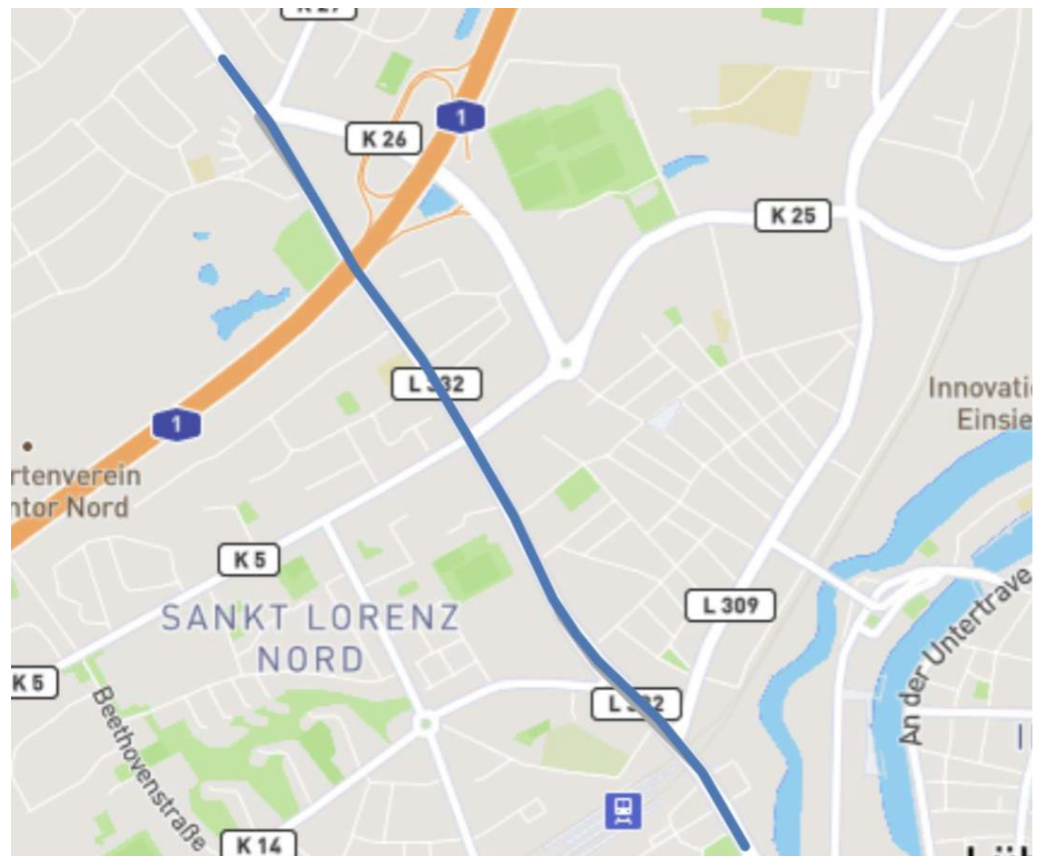 K 26
1
K 25
L 332
Innovati
Einsie
1
rtenverein
ntor Nord
K 5
L 309
SANKT LORENZ
NORD
An der Untertrave
K 5
L 332
Beethovenstraße
K 14